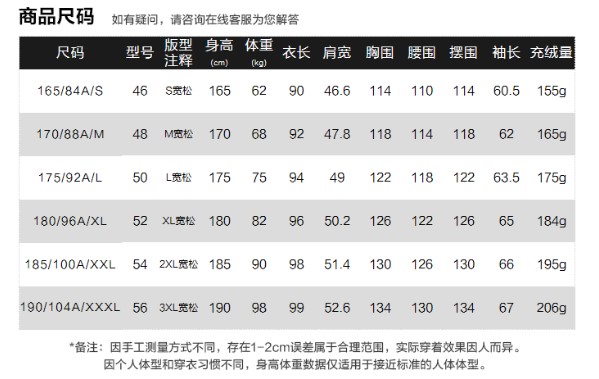 商品尺码 如有疑问，请咨询在线客服为您解答
尺码 型号 版型注释 身高(cm) 体重(kg) 衣长 肩宽 胸围 腰围 摆围 袖长 充绒量
165/84A/S 46 S宽松 165 62 90 46.6 114 110 114 60.5 155g
170/88A/M 48 M宽松 170 68 92 47.8 118 114 118 62 165g
175/92A/L 50 L宽松 175 75 94 49 122 118 122 63.5 175g
180/96A/XL 52 XL宽松 180 82 96 50.2 126 122 126 65 184g
185/100A/XXL 54 2XL宽松 185 90 98 51.4 130 126 130 66 195g
190/104A/XXXL 56 3XL宽松 190 98 99 52.6 134 130 134 67 206g
*备注：因手工测量方式不同，存在1-2cm误差属于合理范围，实际穿着效果因人而异。
因个人体型和穿衣习惯不同，身高体重数据仅适用于接近标准的人体体型。